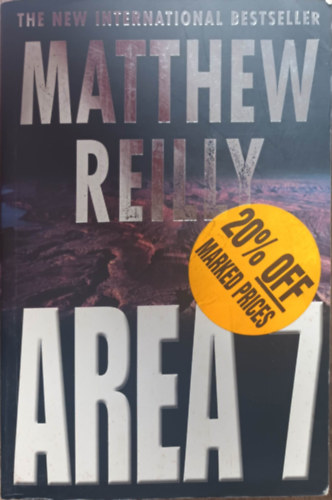 THE NEW INTERNATIONAL BESTSELLER
MATTHEW
REILLY
20% OFF
MARKED PRICES
AREA 7